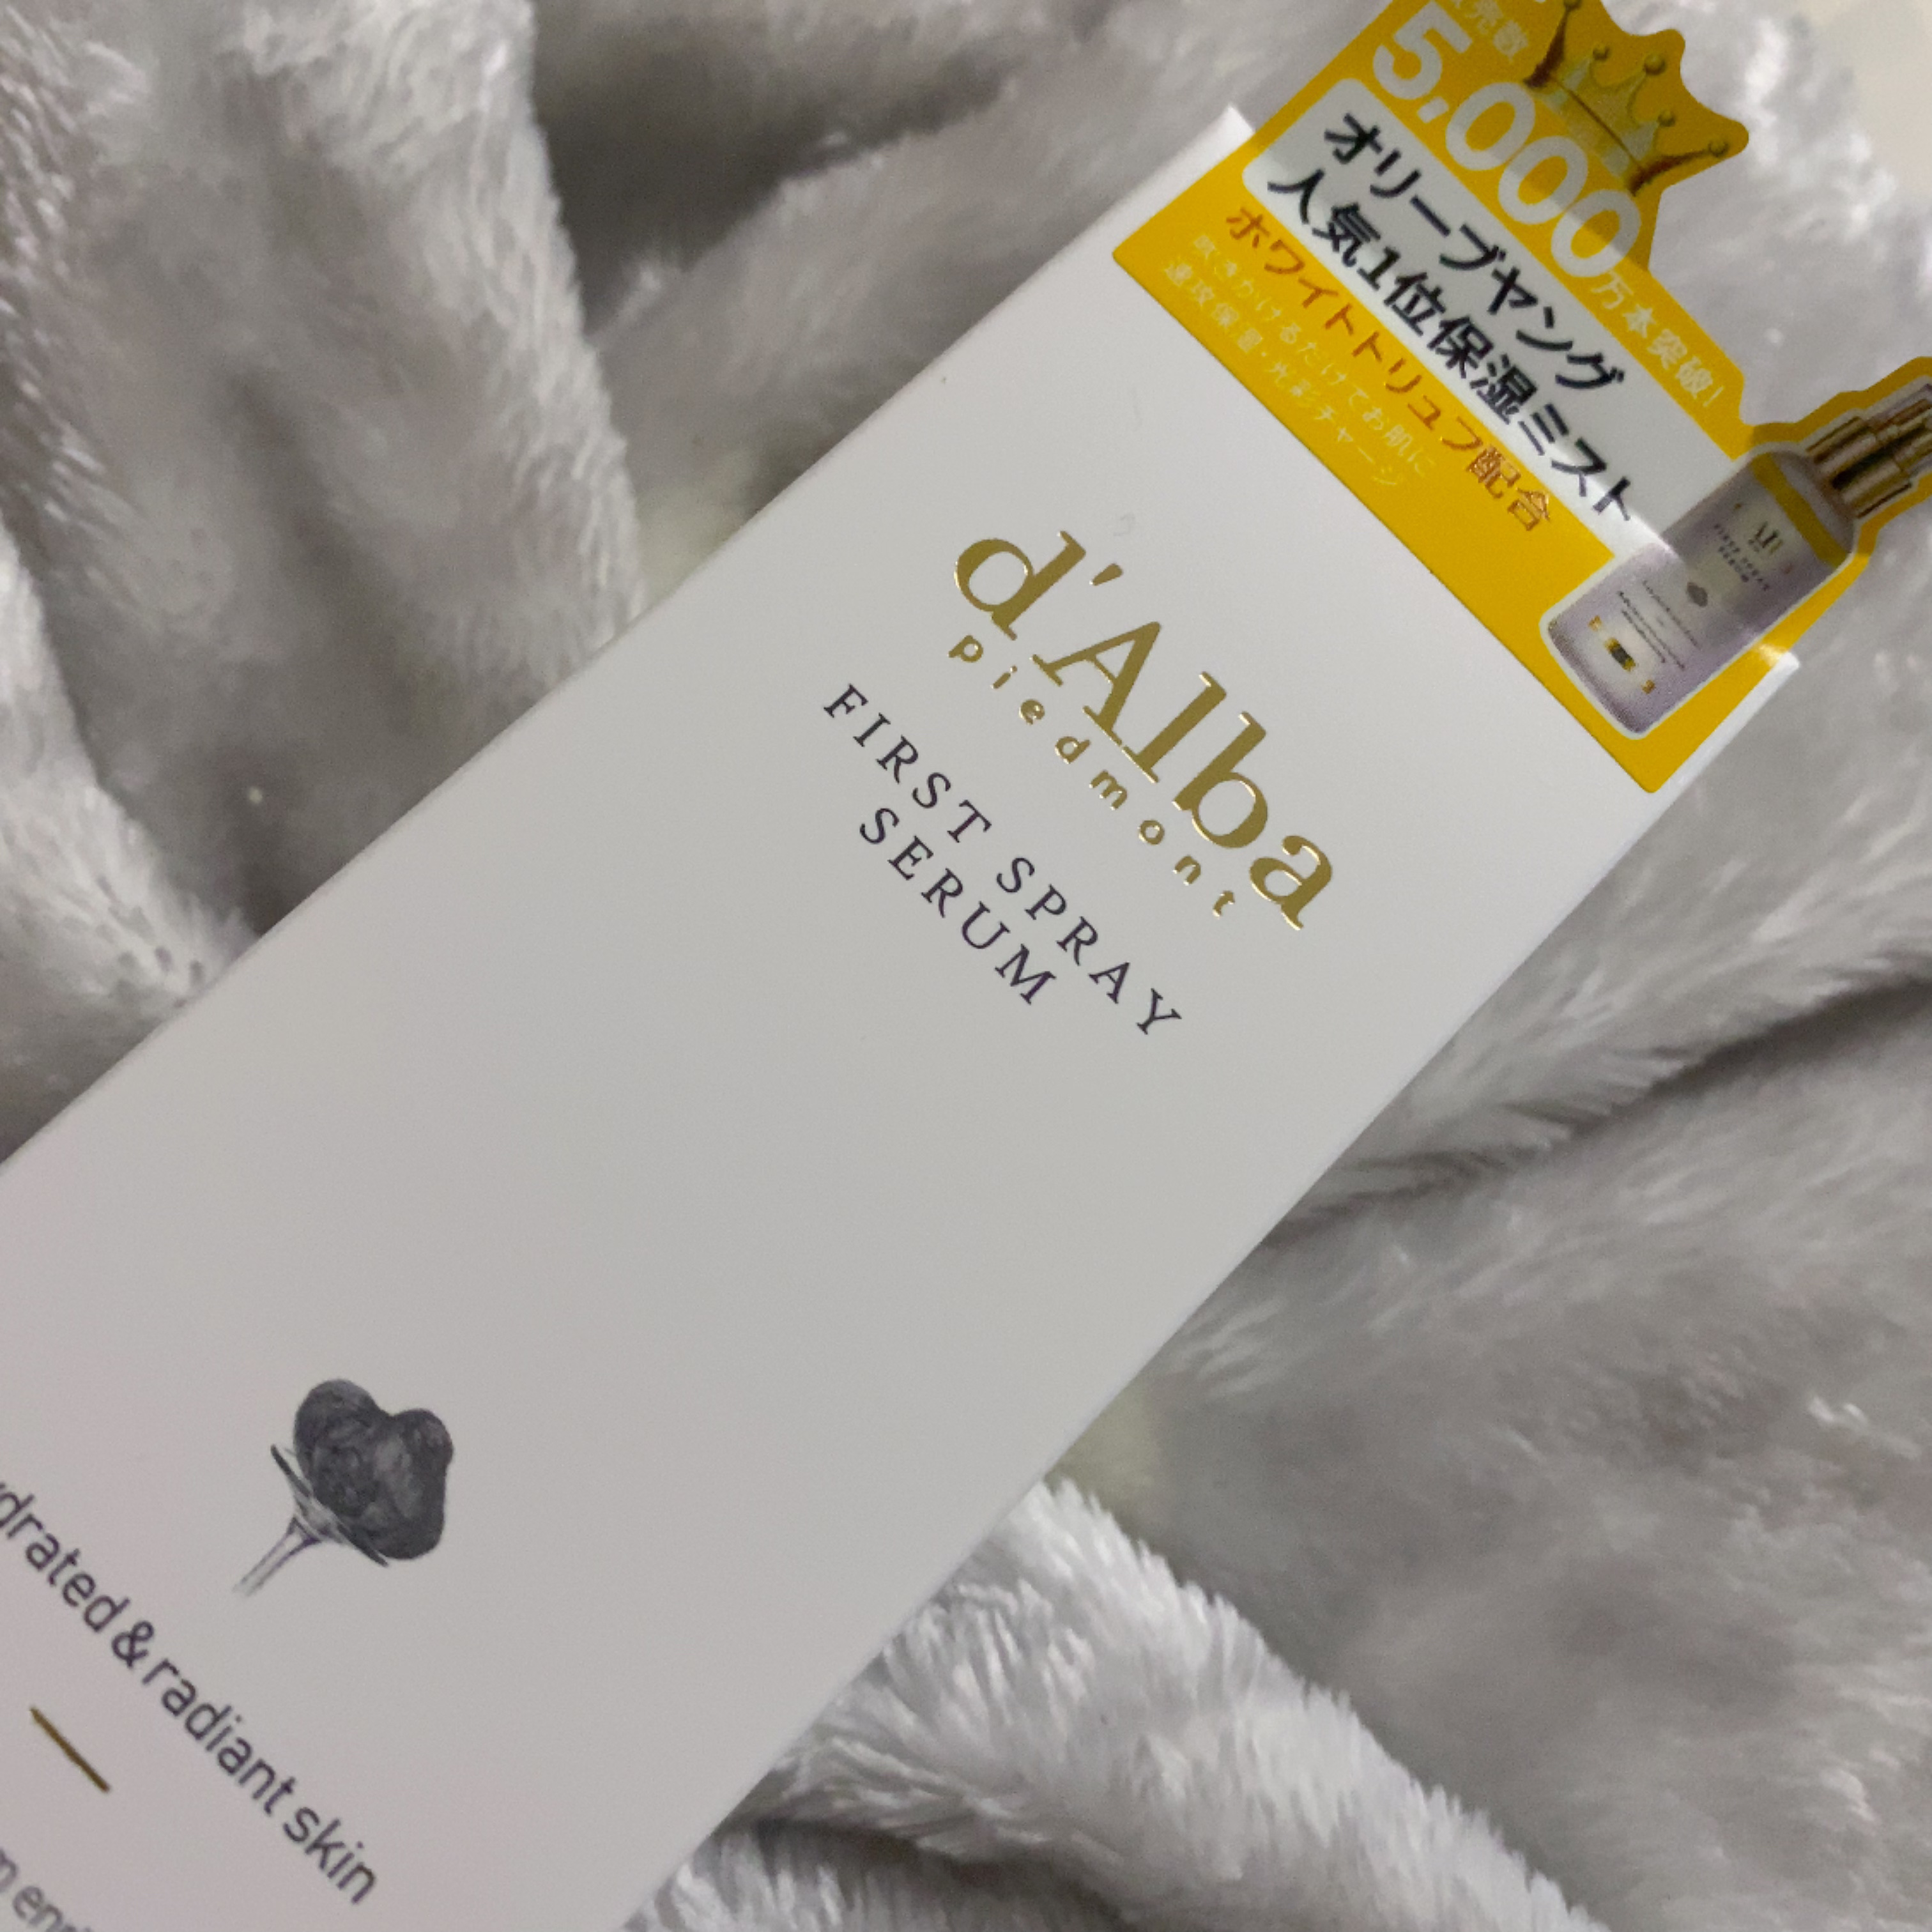 売数
5,000万本突破!
オリーブヤング
人気1位保湿ミスト
ホワイトトリュフ配合
吹きかけるだけでお肌に
速攻保湿・光彩チャージ
d'Alba
piedmont
FIRST SPRAY
SERUM
drated & radiant skin